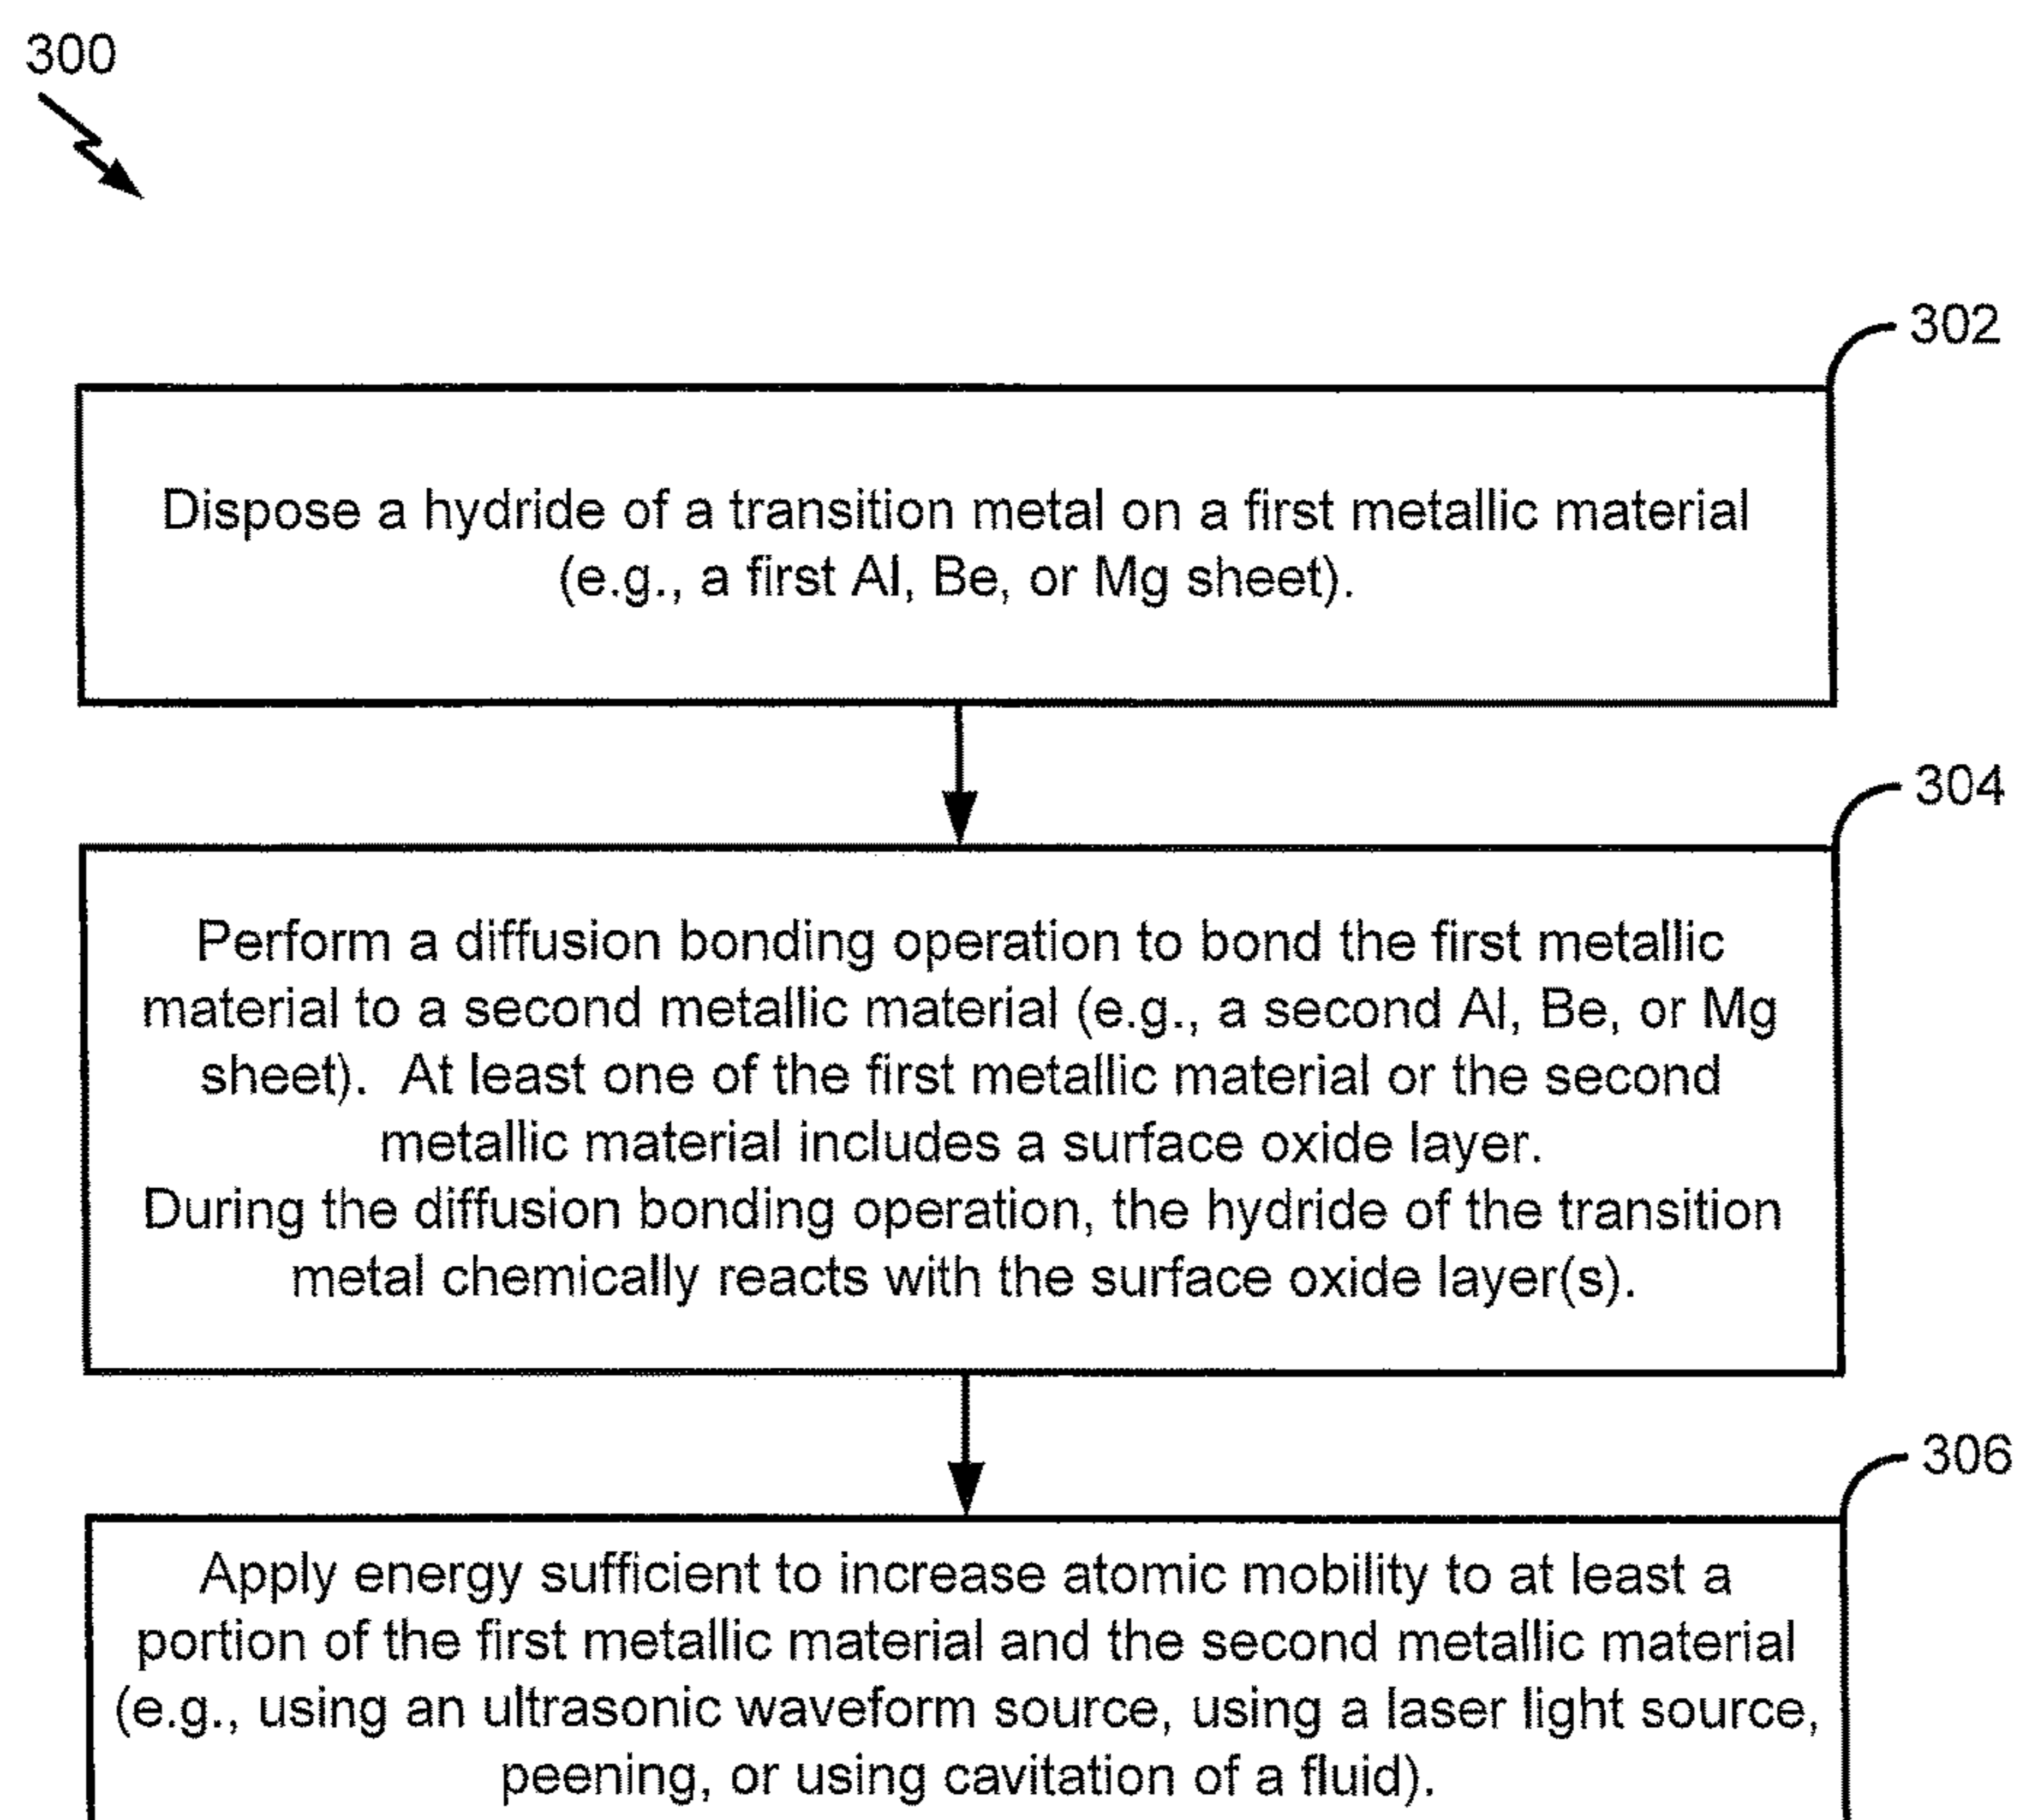 300
302
Dispose a hydride of a transition metal on a first metallic material
(e.g., a first Al, Be, or Mg sheet).
304
Perform a diffusion bonding operation to bond the first metallic
material to a second metallic material (e.g., a second Al, Be, or Mg
sheet).  At least one of the first metallic material or the second
metallic material includes a surface oxide layer.
During the diffusion bonding operation, the hydride of the transition
metal chemically reacts with the surface oxide layer(s).
306
Apply energy sufficient to increase atomic mobility to at least a
portion of the first metallic material and the second metallic material
(e.g., using an ultrasonic waveform source, using a laser light source,
peening, or using cavitation of a fluid).